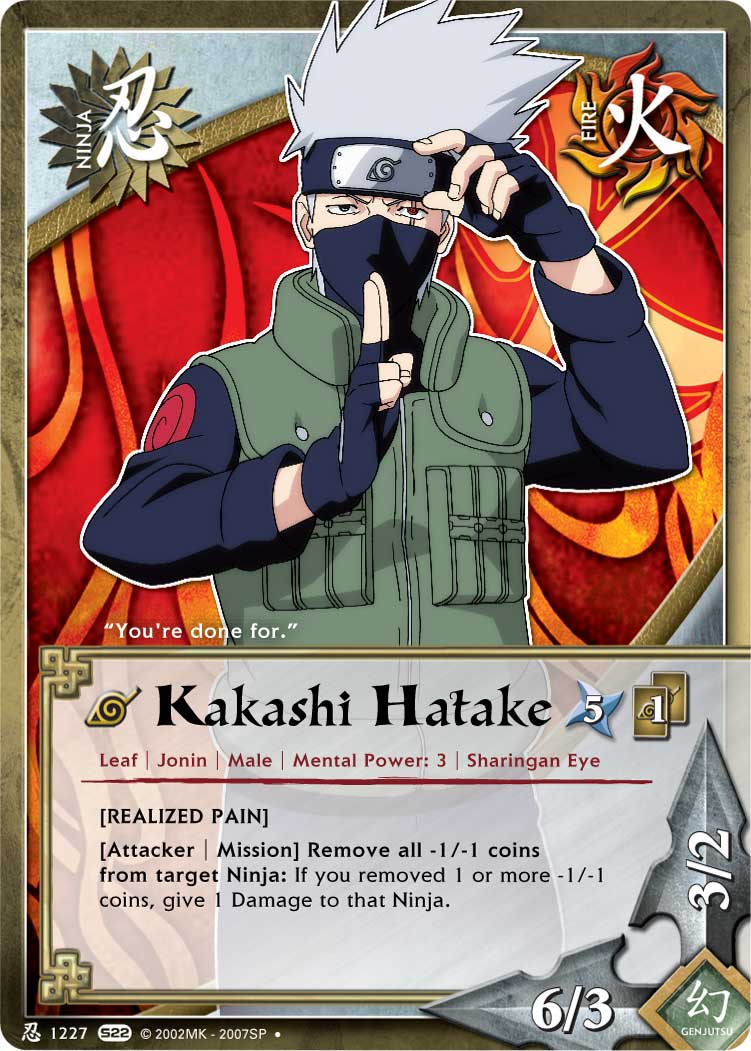 NINJA
忍
FIRE
火
“You're done for.”
Kakashi Hatake 5 1
Leaf | Jonin | Male | Mental Power: 3 | Sharingan Eye
[REALIZED PAIN]
[Attacker | Mission] Remove all -1/-1 coins
from target Ninja: If you removed 1 or more -1/-1
coins, give 1 Damage to that Ninja.
3/2
6/3
幻
GENJUTSU
忍 1227 S22 © 2002MK - 2007SP •